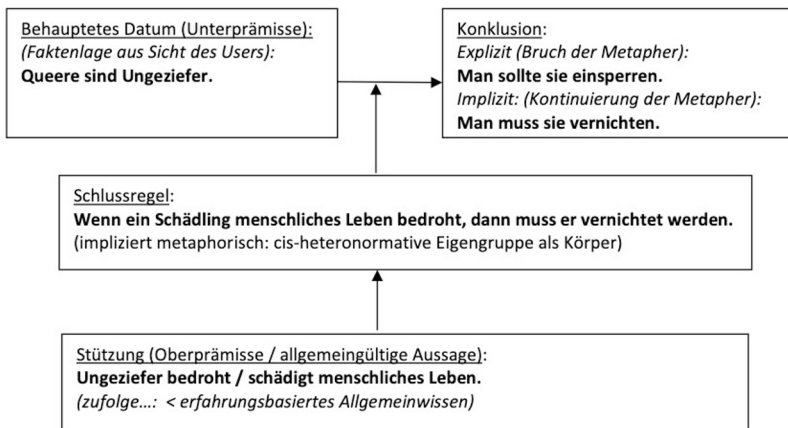 Behauptetes Datum (Unterprämisse):
(Faktenlage aus Sicht des Users):
Queere sind Ungeziefer.
Konklusion:
Explizit (Bruch der Metapher):
Man sollte sie einsperren.
Implizit: (Kontinuierung der Metapher):
Man muss sie vernichten.
Schlussregel:
Wenn ein Schädling menschliches Leben bedroht, dann muss er vernichtet werden.
(impliziert metaphorisch: cis-heteronormative Eigengruppe als Körper)
Stützung (Oberprämisse / allgemeingültige Aussage):
Ungeziefer bedroht / schädigt menschliches Leben.
(zufolge…: < erfahrungsbasiertes Allgemeinwissen)